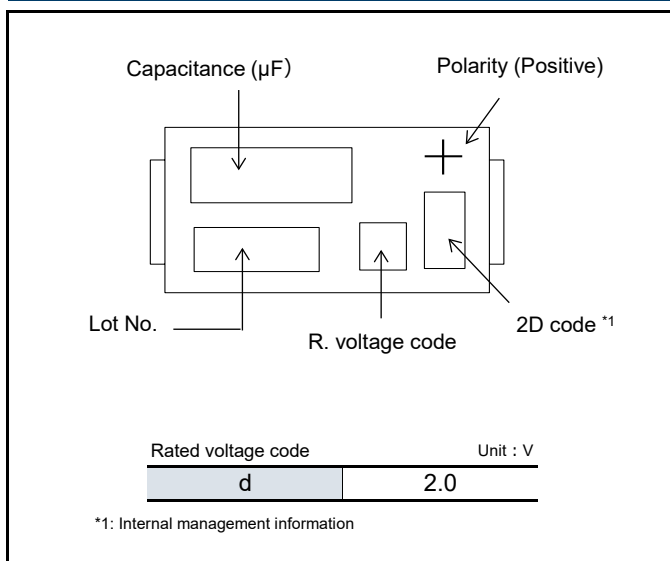 Capacitance (μF)
Polarity (Positive)
+
Lot No.
R. voltage code
2D code *1
Rated voltage code Unit : V
d 2.0
*1: Internal management information